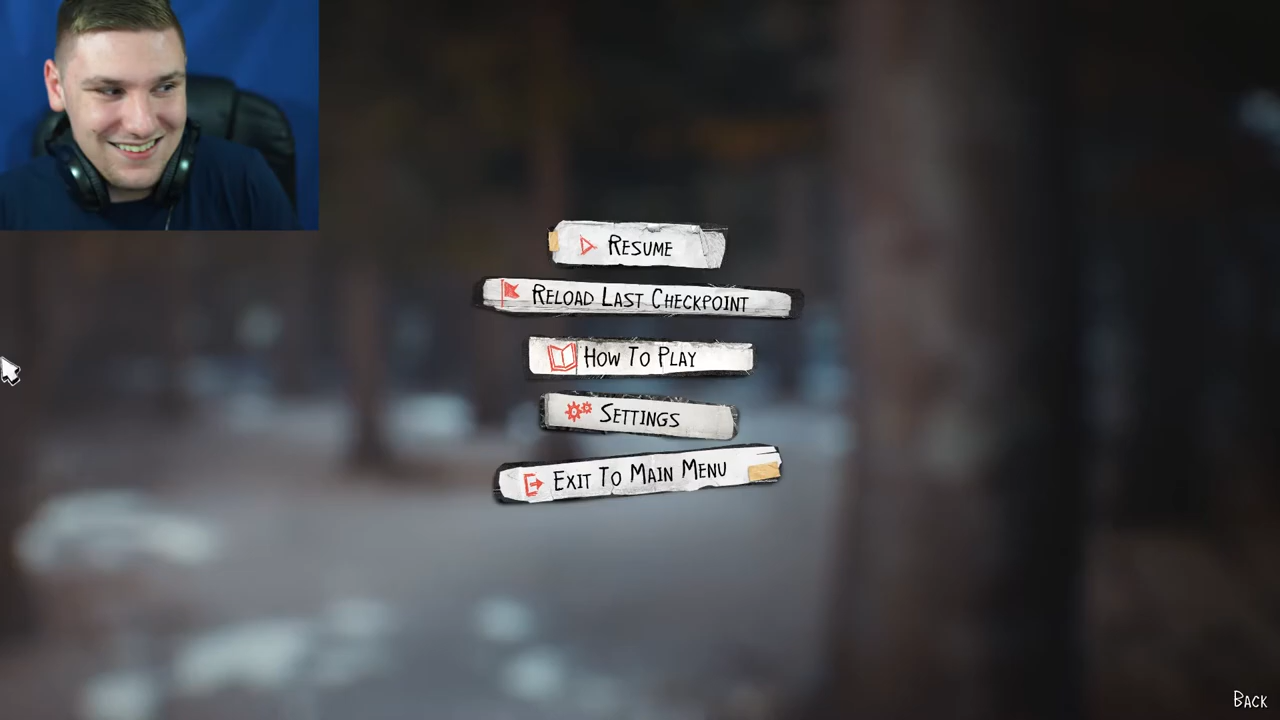 Resume
Reload Last Checkpoint
How To Play
Settings
Exit To Main Menu
Back